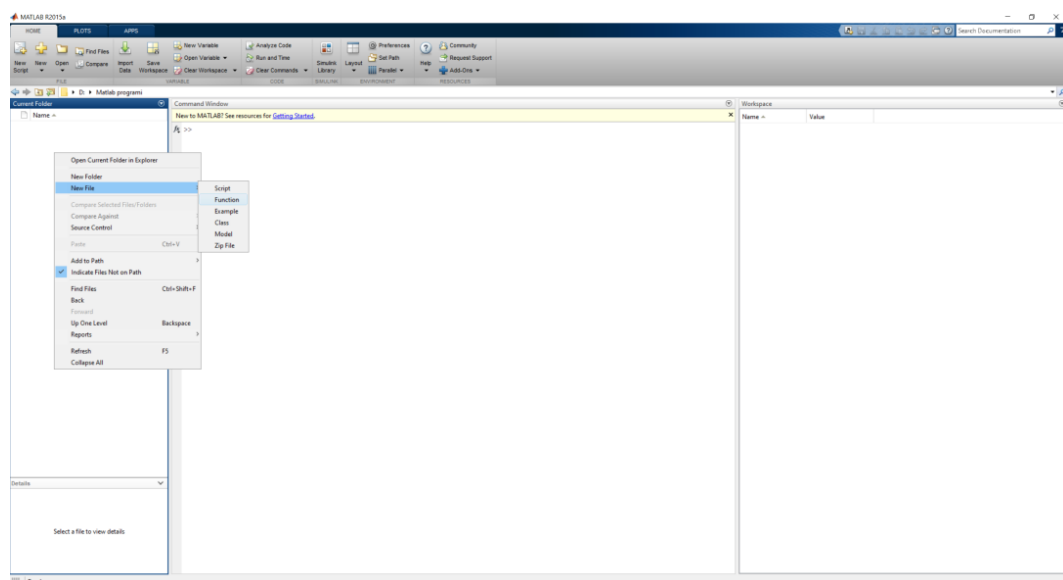 MATLAB R2015a
HOME PLOTS APPS
Search Documentation
New Script
New
Open
Find Files
Compare
Import Data
Save Workspace
New Variable
Open Variable
Clear Workspace
Analyze Code
Run and Time
Clear Commands
Simulink Library
Layout
Preferences
Set Path
Parallel
Help
Community
Request Support
Add-Ons
FILE VARIABLE CODE SIMULINK ENVIRONMENT RESOURCES
D: Matlab programi
Current Folder
Name
Command Window
New to MATLAB? See resources for Getting Started.
fx >>
Workspace
Name Value
Open Current Folder in Explorer
New Folder
New File
Compare Selected Files/Folders
Compare Against
Source Control
Paste Ctrl+V
Add to Path
Indicate Files Not on Path
Find Files Ctrl+Shift+F
Back
Forward
Up One Level Backspace
Reports
Refresh F5
Collapse All
Script
Function
Example
Class
Model
Zip File
Details
Select a file to view details